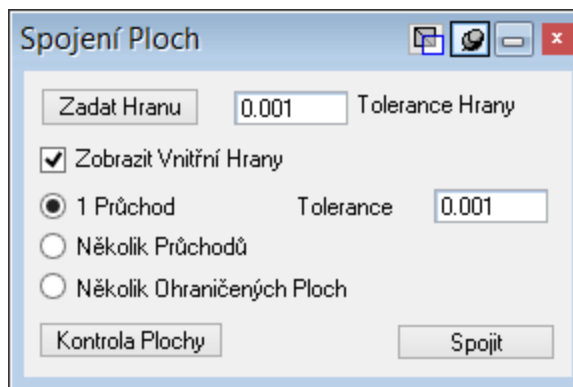 Spojení Ploch
Zadat Hranu 0.001 Tolerance Hrany
Zobrazit Vnitřní Hrany
1 Průchod Tolerance 0.001
Několik Průchodů
Několik Ohraničených Ploch
Kontrola Plochy Spojit